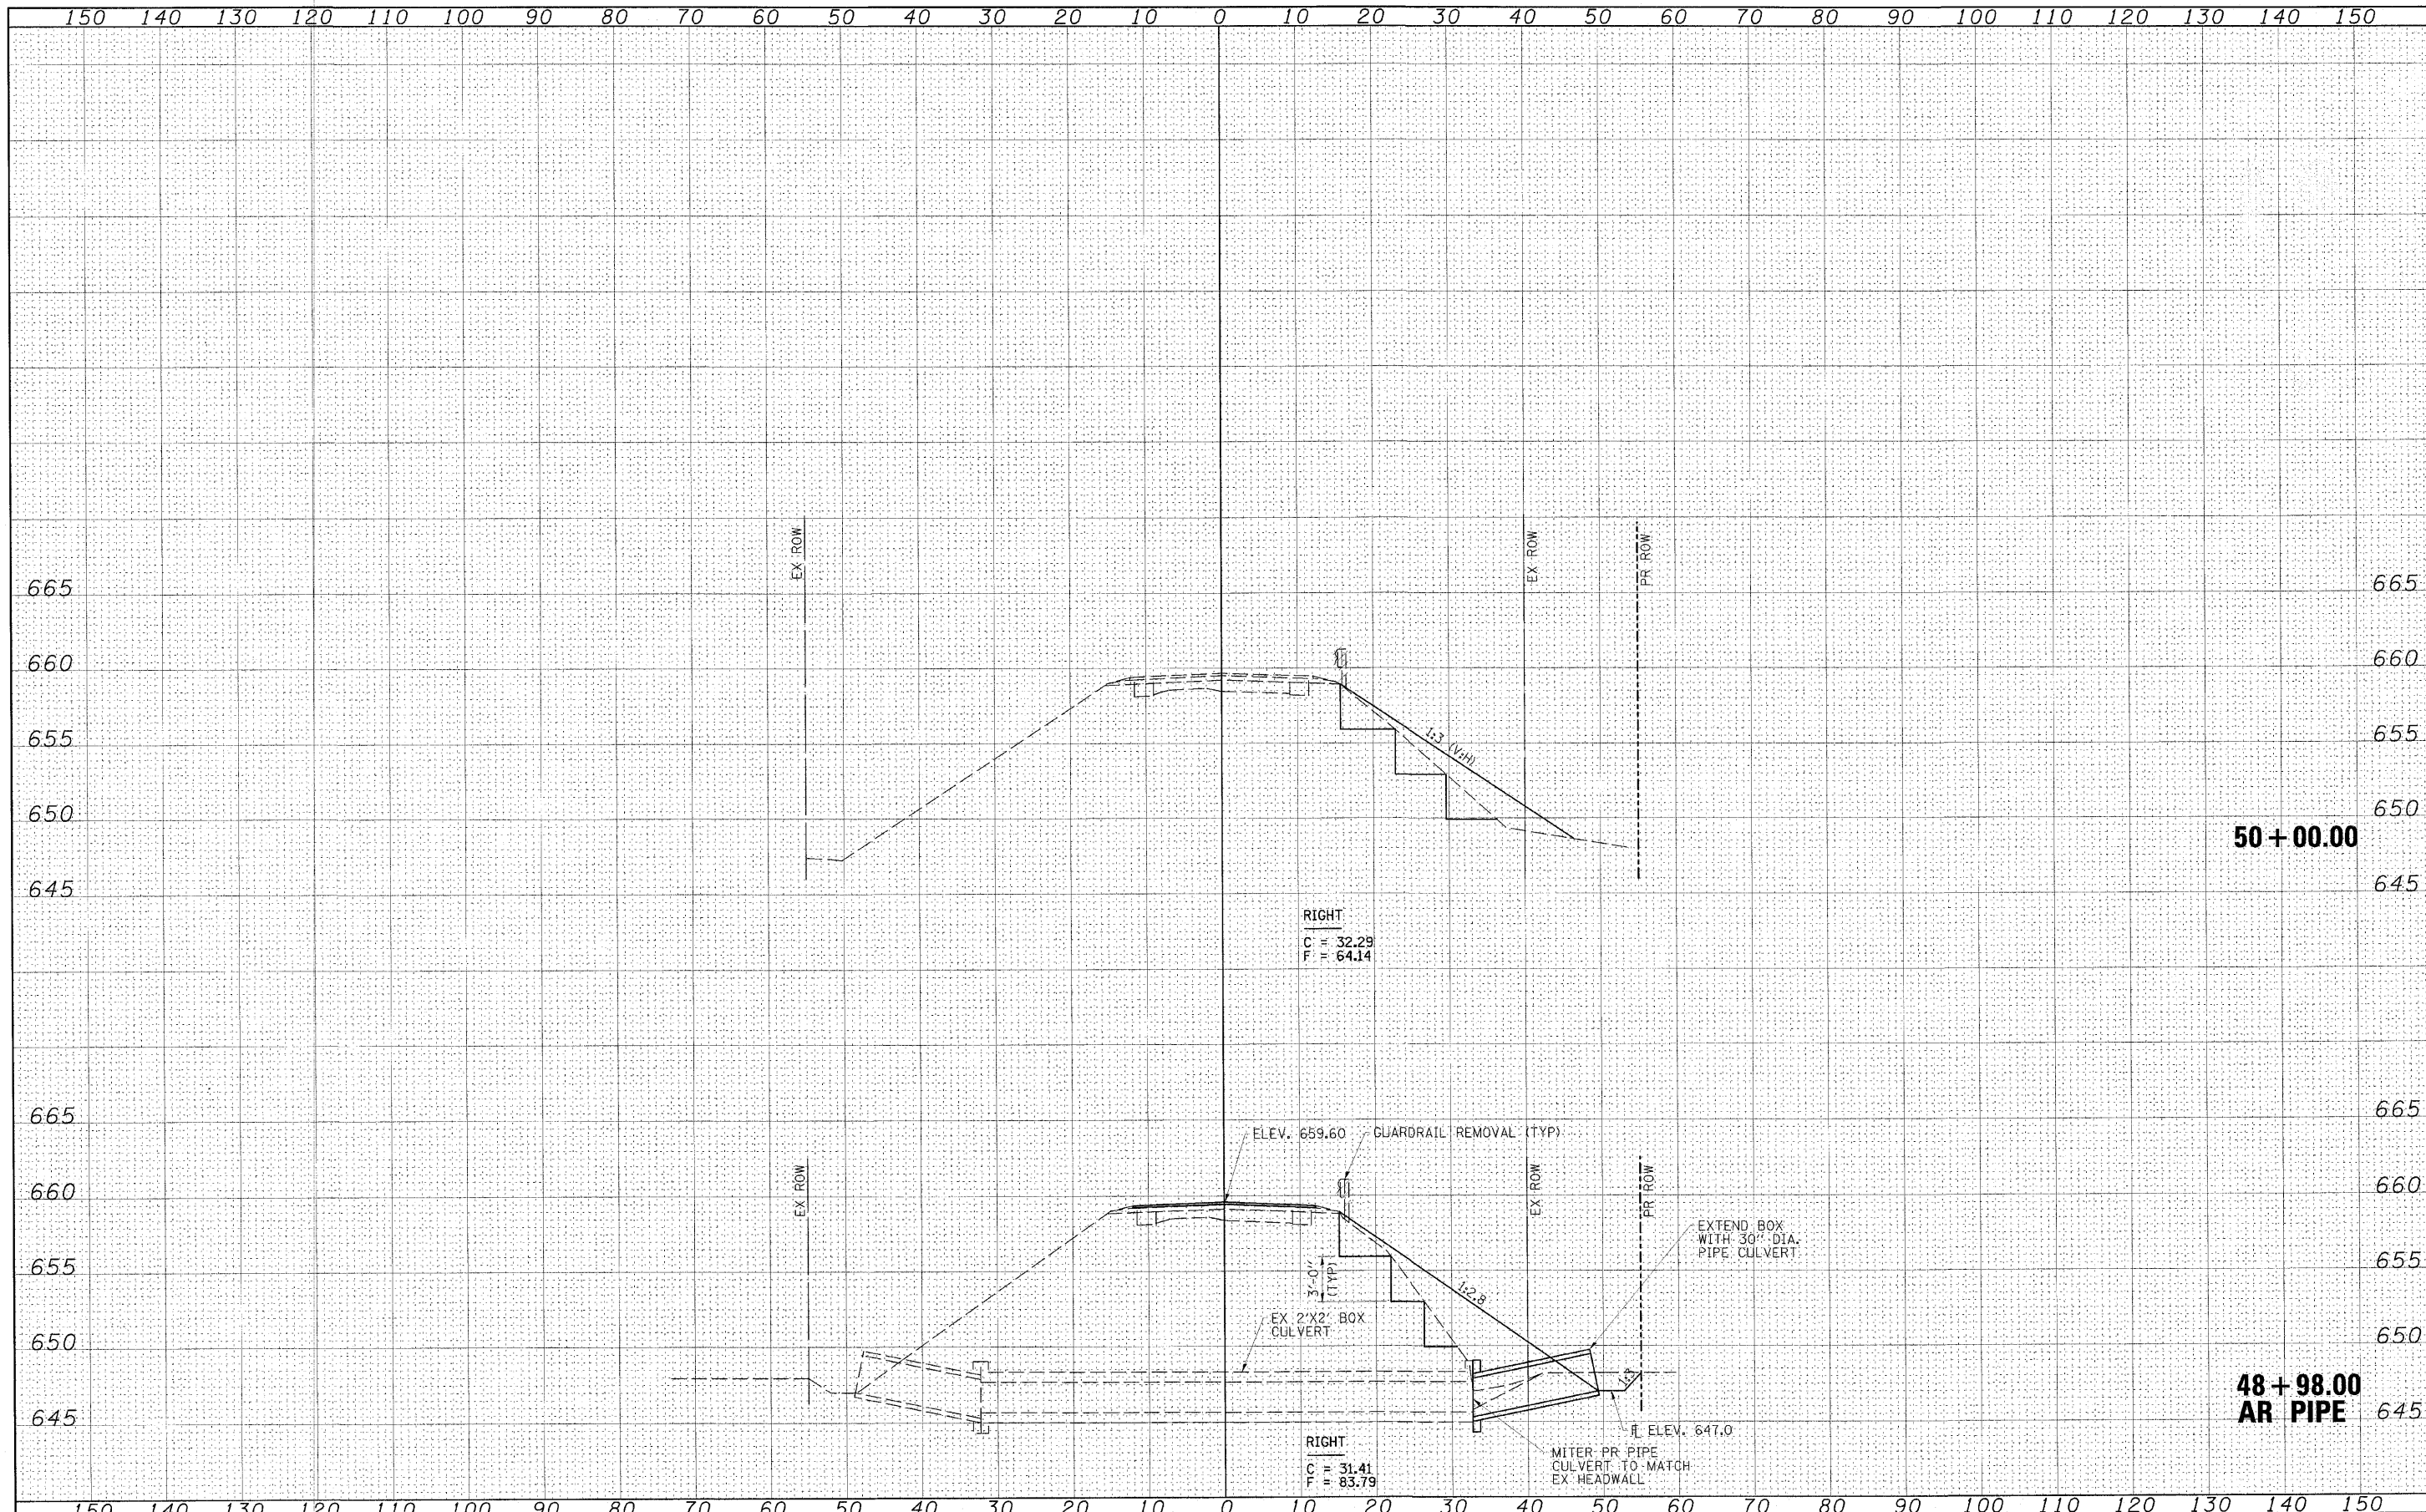 150 140 130 120 110 100 90 80 70 60 50 40 30 20 10 0 10 20 30 40 50 60 70 80 90 100 110 120 130 140 150
EX ROW
EX ROW
PR ROW
665 665
660 660
655 655
1:3 (V:H)
650 650
50+00.00
645 645
RIGHT
C = 32.29
F = 64.14
665 665
ELEV. 659.60
GUARDRAIL REMOVAL (TYP)
EX ROW
EX ROW
PR ROW
660 660
EXTEND BOX
WITH 30" DIA.
PIPE CULVERT
655 655
3'-0"
(TYP)
1:2.8
EX 2'X2' BOX
CULVERT
650 650
1:3
48+98.00
AR PIPE
645 645
FL ELEV. 647.0
RIGHT
C = 31.41
F = 83.79
MITER PR PIPE
CULVERT TO MATCH
EX HEADWALL
150 140 130 120 110 100 90 80 70 60 50 40 30 20 10 0 10 20 30 40 50 60 70 80 90 100 110 120 130 140 150